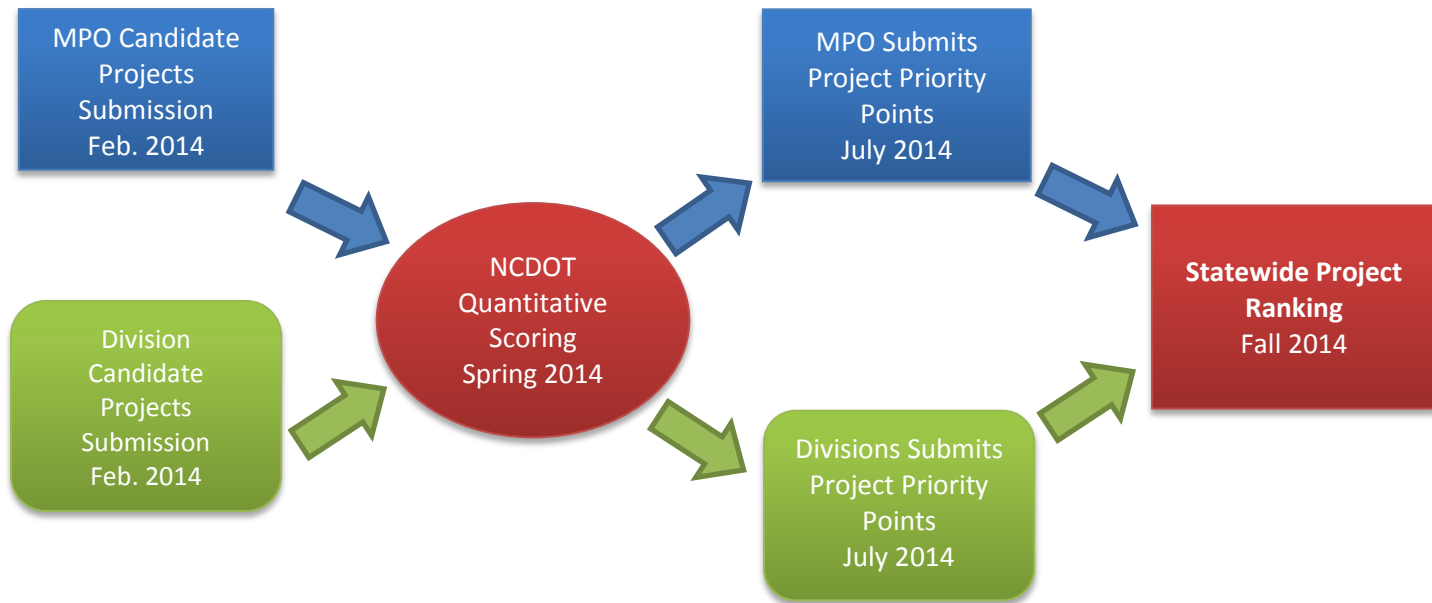 MPO Candidate
Projects
Submission
Feb. 2014
Division
Candidate
Projects
Submission
Feb. 2014
NCDOT
Quantitative
Scoring
Spring 2014
MPO Submits
Project Priority
Points
July 2014
Divisions Submits
Project Priority
Points
July 2014
Statewide Project
Ranking
Fall 2014